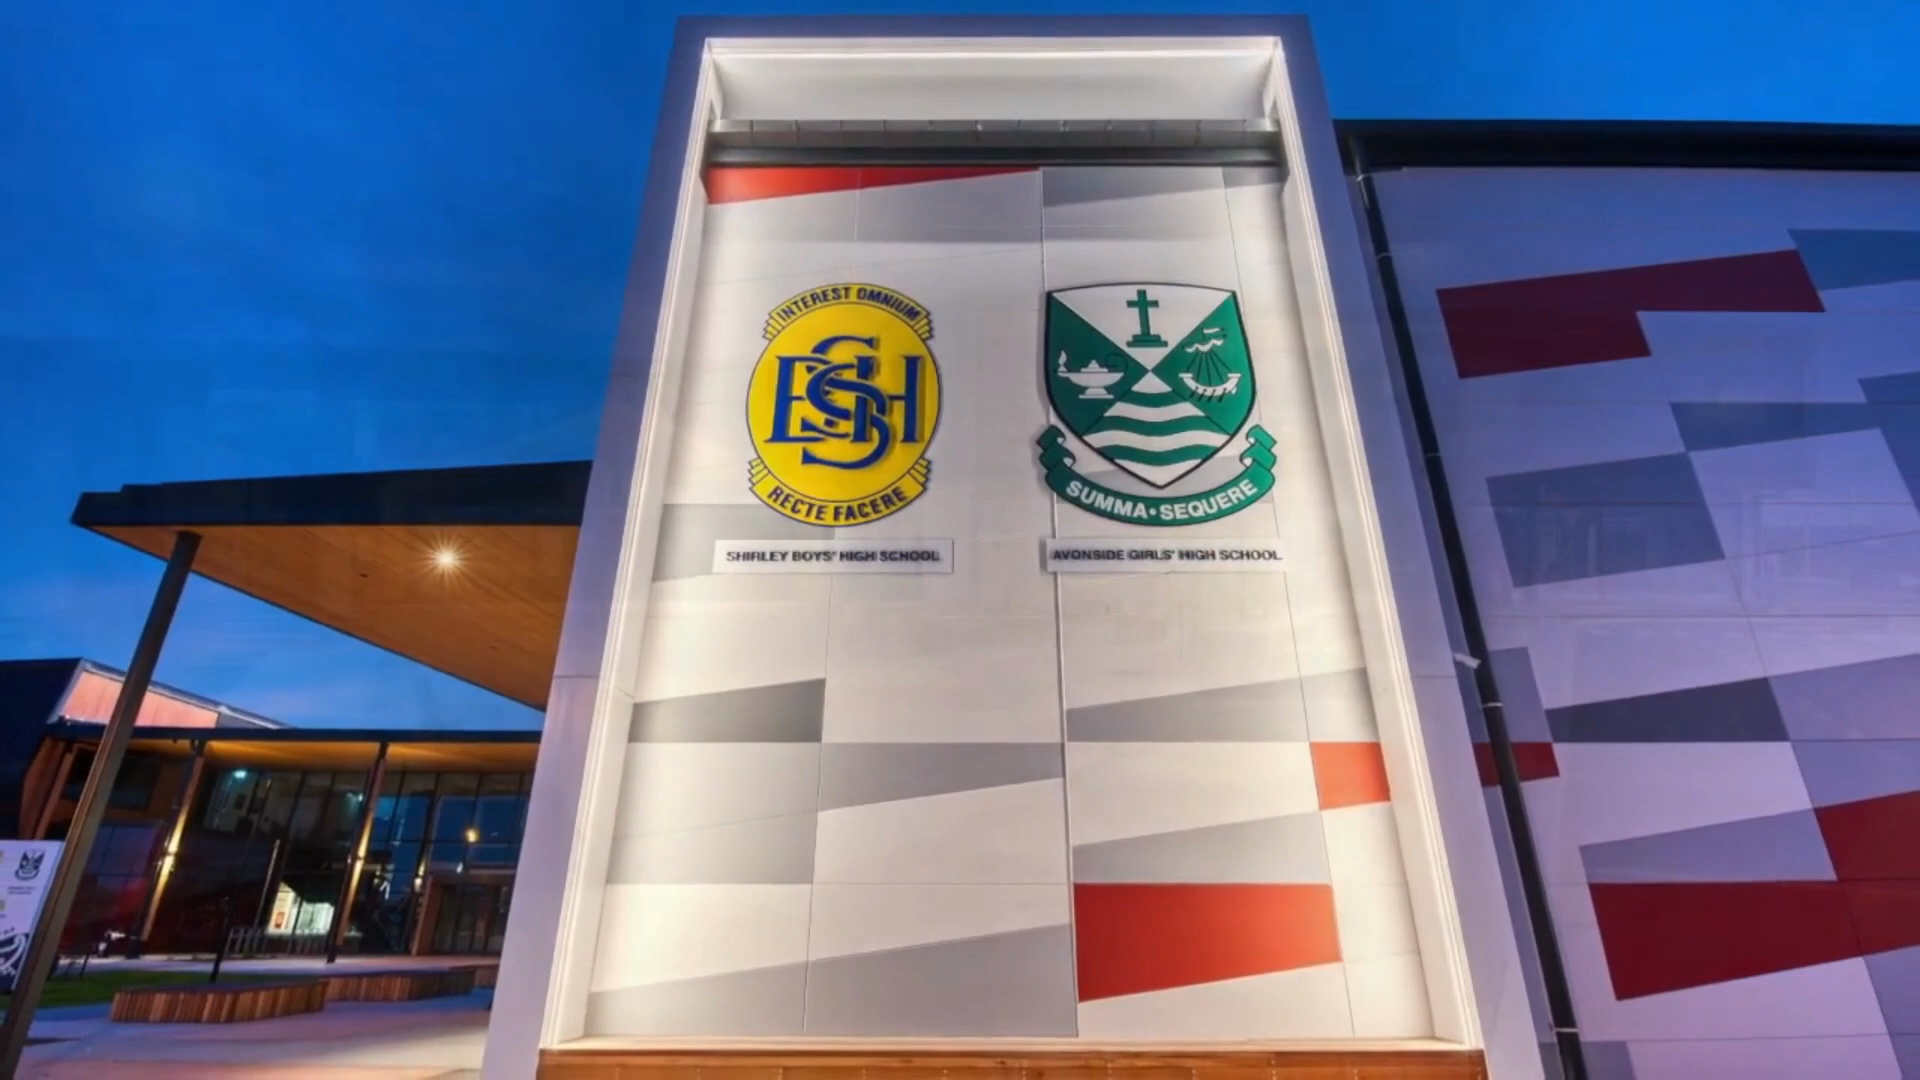 INTEREST OMNIUM
SBHS
RECTE FACERE
SHIRLEY BOYS' HIGH SCHOOL
SUMMA • SEQUERE
AVONSIDE GIRLS' HIGH SCHOOL